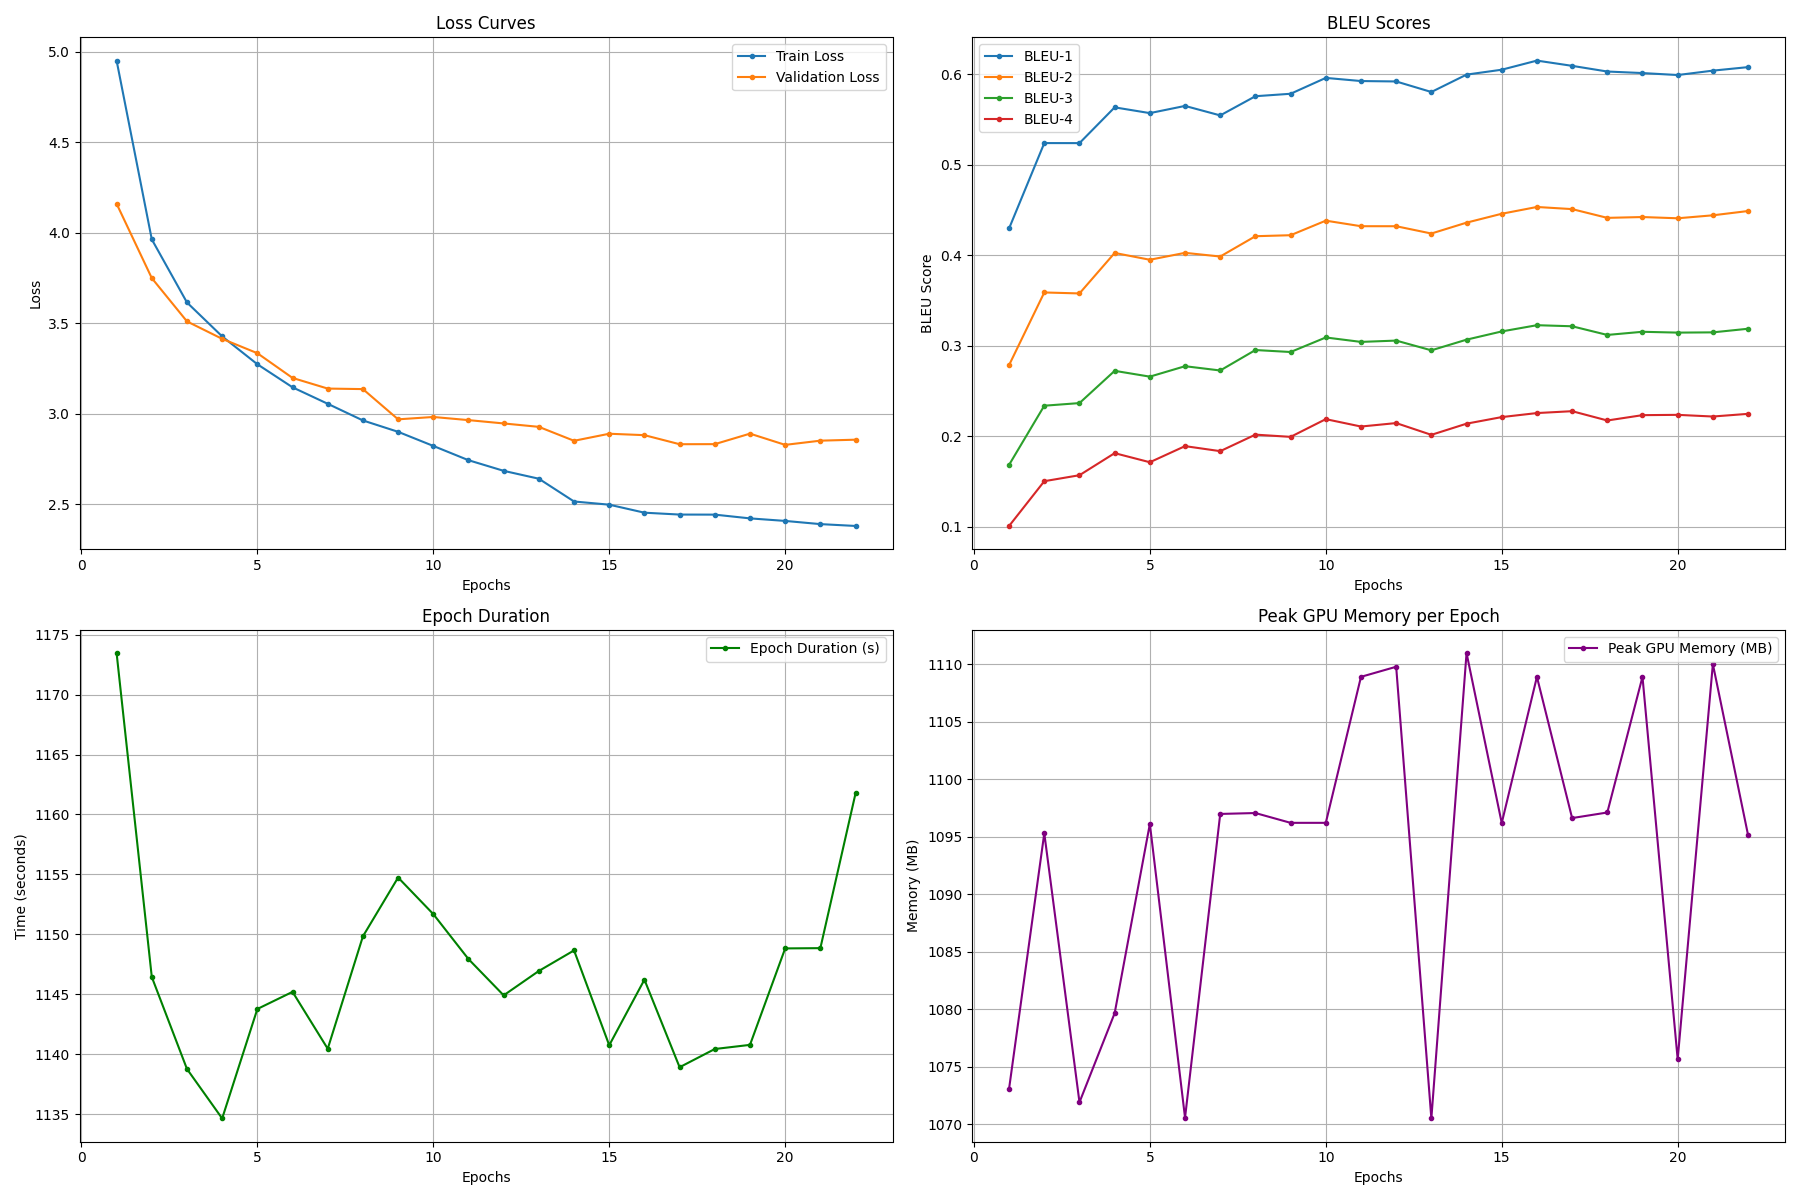 Loss Curves
Train Loss
Validation Loss
5.0
4.5
4.0
3.5
3.0
2.5
Loss
0 5 10 15 20
Epochs
BLEU Scores
BLEU-1
BLEU-2
BLEU-3
BLEU-4
0.6
0.5
0.4
0.3
0.2
0.1
BLEU Score
0 5 10 15 20
Epochs
Epoch Duration
Epoch Duration (s)
1175
1170
1165
1160
1155
1150
1145
1140
1135
Time (seconds)
0 5 10 15 20
Epochs
Peak GPU Memory per Epoch
Peak GPU Memory (MB)
1110
1105
1100
1095
1090
1085
1080
1075
1070
Memory (MB)
0 5 10 15 20
Epochs